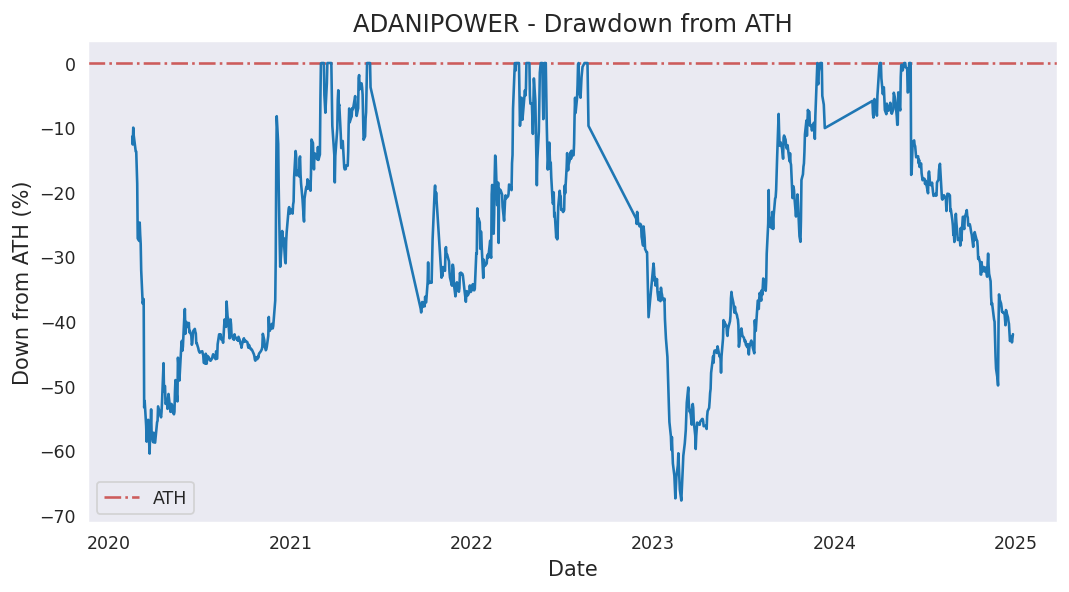 ADANIPOWER - Drawdown from ATH
Down from ATH (%)
0
−10
−20
−30
−40
−50
−60
−70
ATH
2020 2021 2022 2023 2024 2025
Date